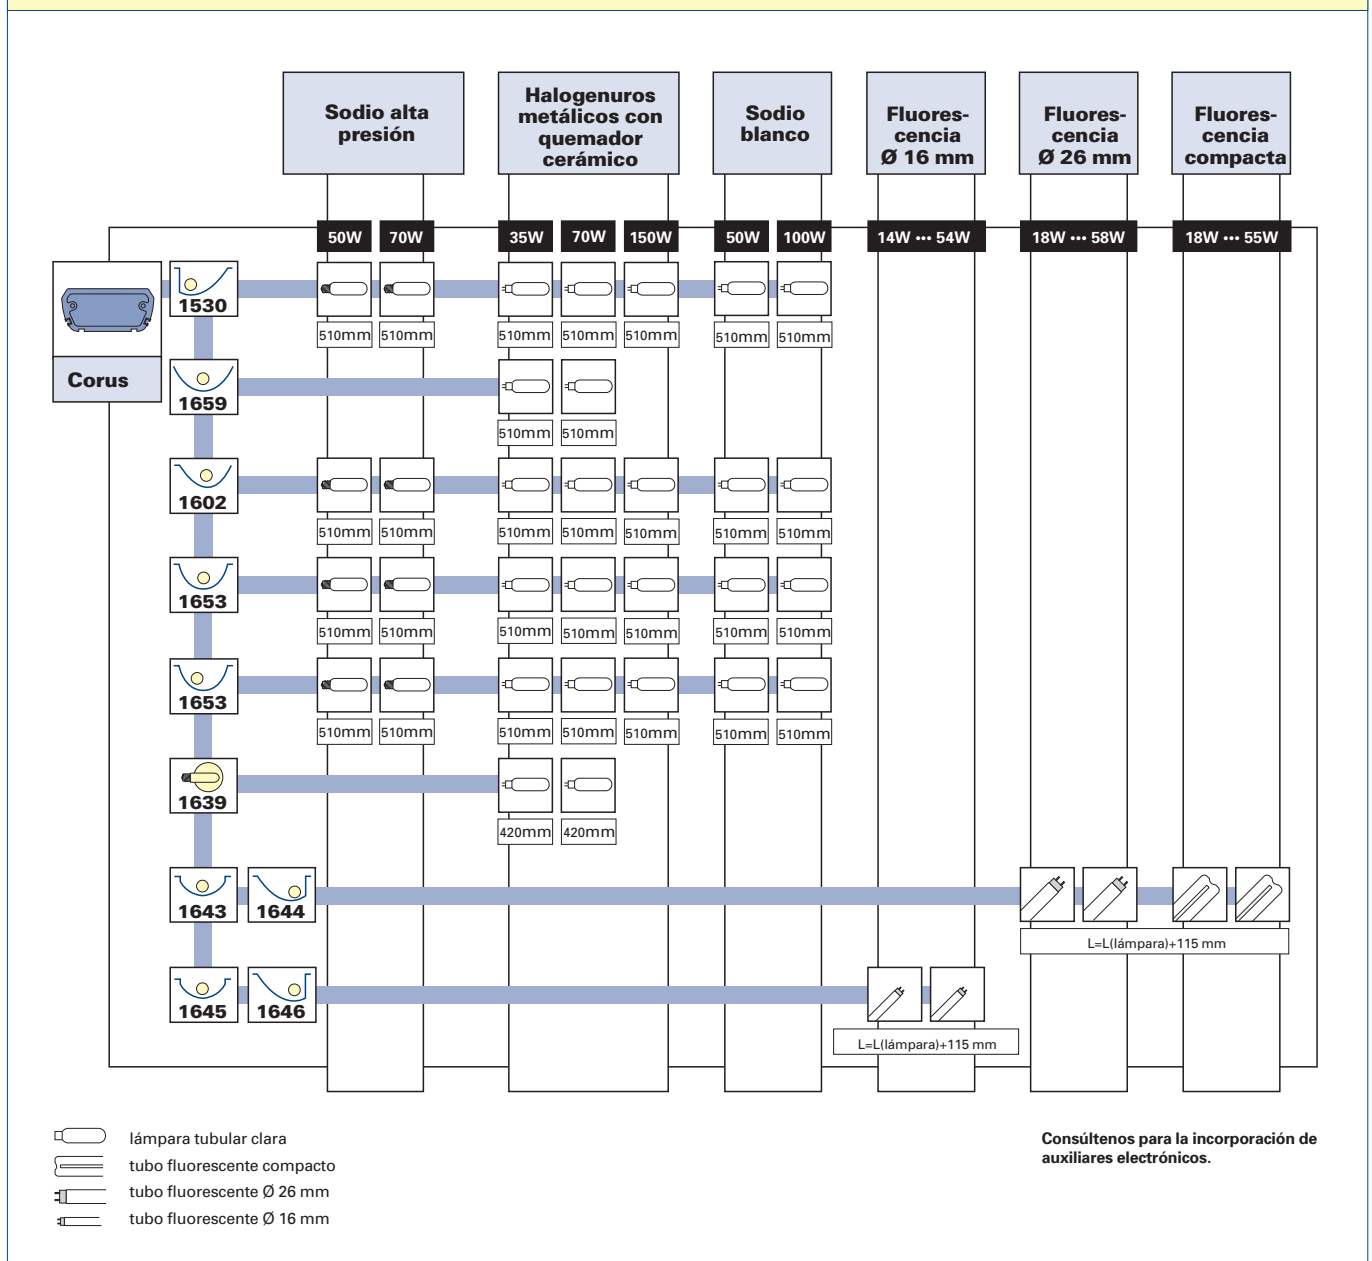 Sodio alta
presión
Halogenuros
metálicos con
quemador
cerámico
Sodio
blanco
Fluores-
cencia
Ø 16 mm
Fluores-
cencia
Ø 26 mm
Fluores-
cencia
compacta
50W 70W 35W 70W 150W 50W 100W 14W ••• 54W 18W ••• 58W 18W ••• 55W
Corus
1530
510mm 510mm 510mm 510mm 510mm 510mm 510mm
1659
510mm 510mm
1602
510mm 510mm 510mm 510mm 510mm 510mm 510mm
1653
510mm 510mm 510mm 510mm 510mm 510mm 510mm
1653
510mm 510mm 510mm 510mm 510mm 510mm 510mm
1639
420mm 420mm
1643 1644
L=L(lámpara)+115 mm
1645 1646
L=L(lámpara)+115 mm
lámpara tubular clara
tubo fluorescente compacto
tubo fluorescente Ø 26 mm
tubo fluorescente Ø 16 mm
Consúltenos para la incorporación de
auxiliares electrónicos.